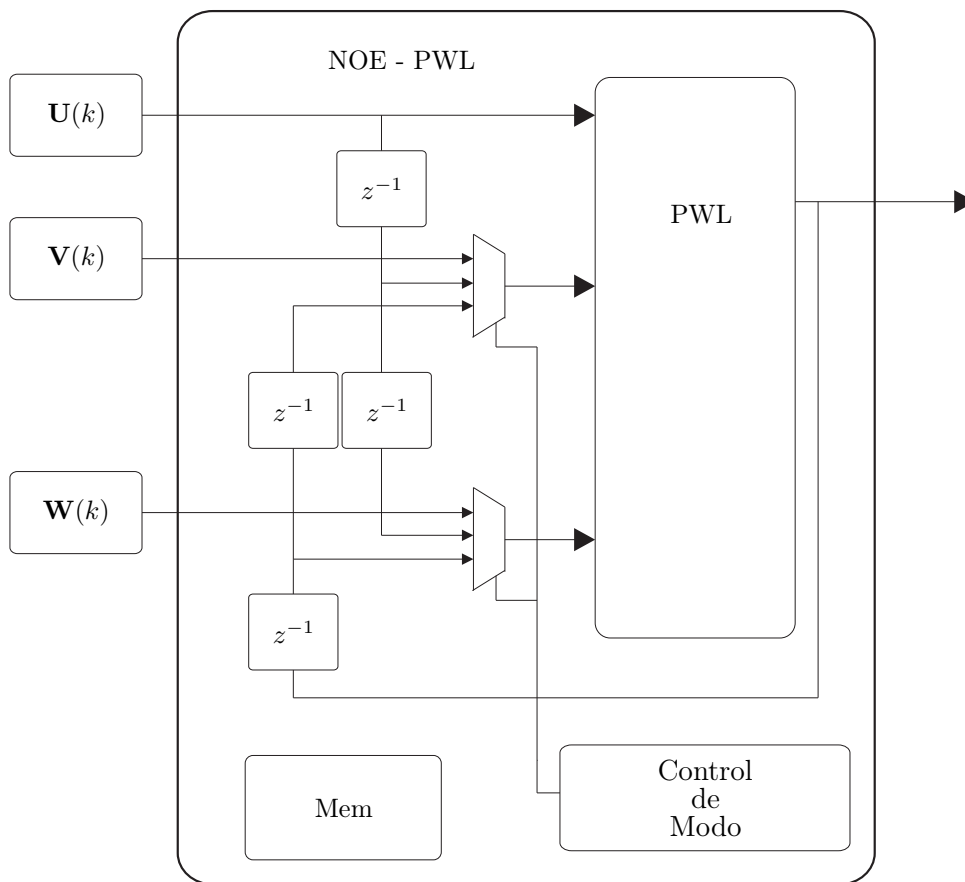 NOE - PWL
U(k)
z⁻¹
PWL
V(k)
z⁻¹
z⁻¹
W(k)
z⁻¹
Mem
Control
de
Modo